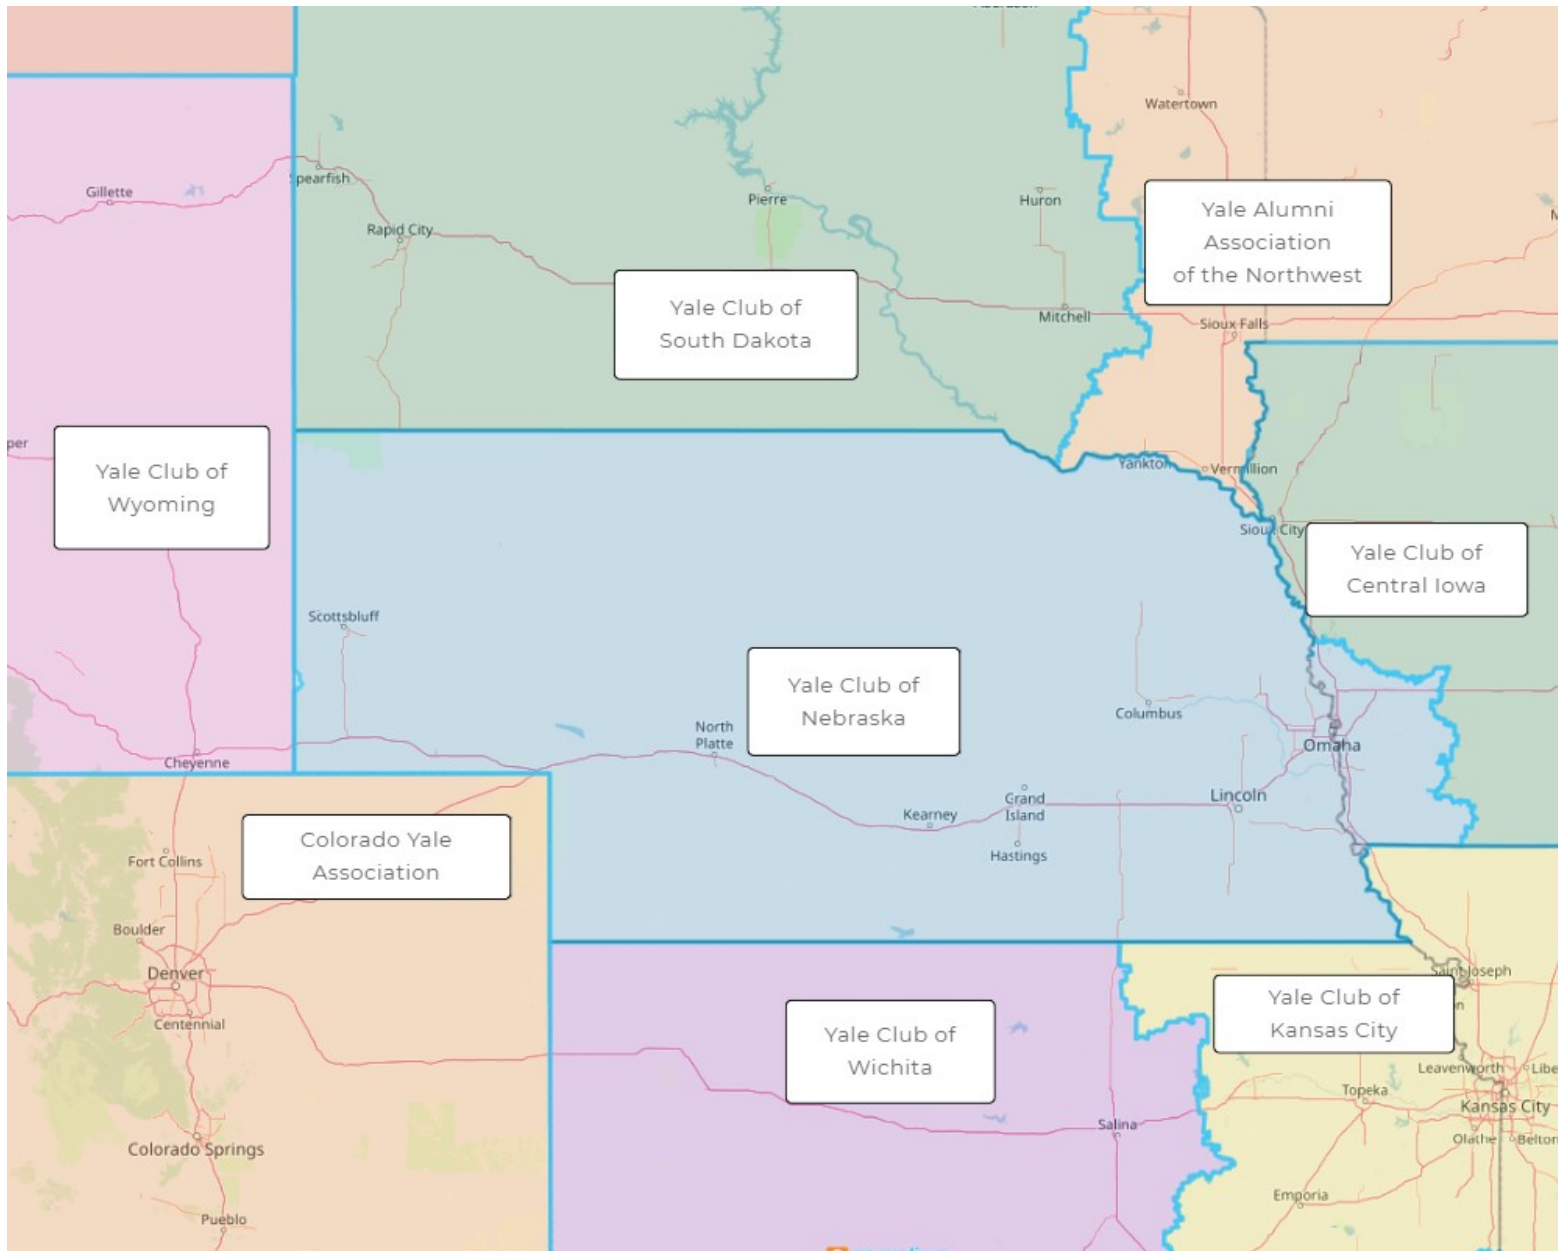 Aberdeen
Watertown
Gillette
Spearfish
Pierre
Huron
Yale Alumni
Association
of the Northwest
Rapid City
Yale Club of
South Dakota
Mitchell
Sioux Falls
per
Yale Club of
Wyoming
Yankton
Vermillion
Sioux City
Yale Club of
Central Iowa
Scottsbluff
Yale Club of
Nebraska
Columbus
North
Platte
Omaha
Cheyenne
Lincoln
Grand
Island
Kearney
Hastings
Colorado Yale
Association
Fort Collins
Boulder
Denver
Centennial
Saint Joseph
Yale Club of
Kansas City
Yale Club of
Wichita
Leavenworth
Libe
Topeka
Kansas City
Salina
Olathe
Belton
Colorado Springs
Emporia
Pueblo